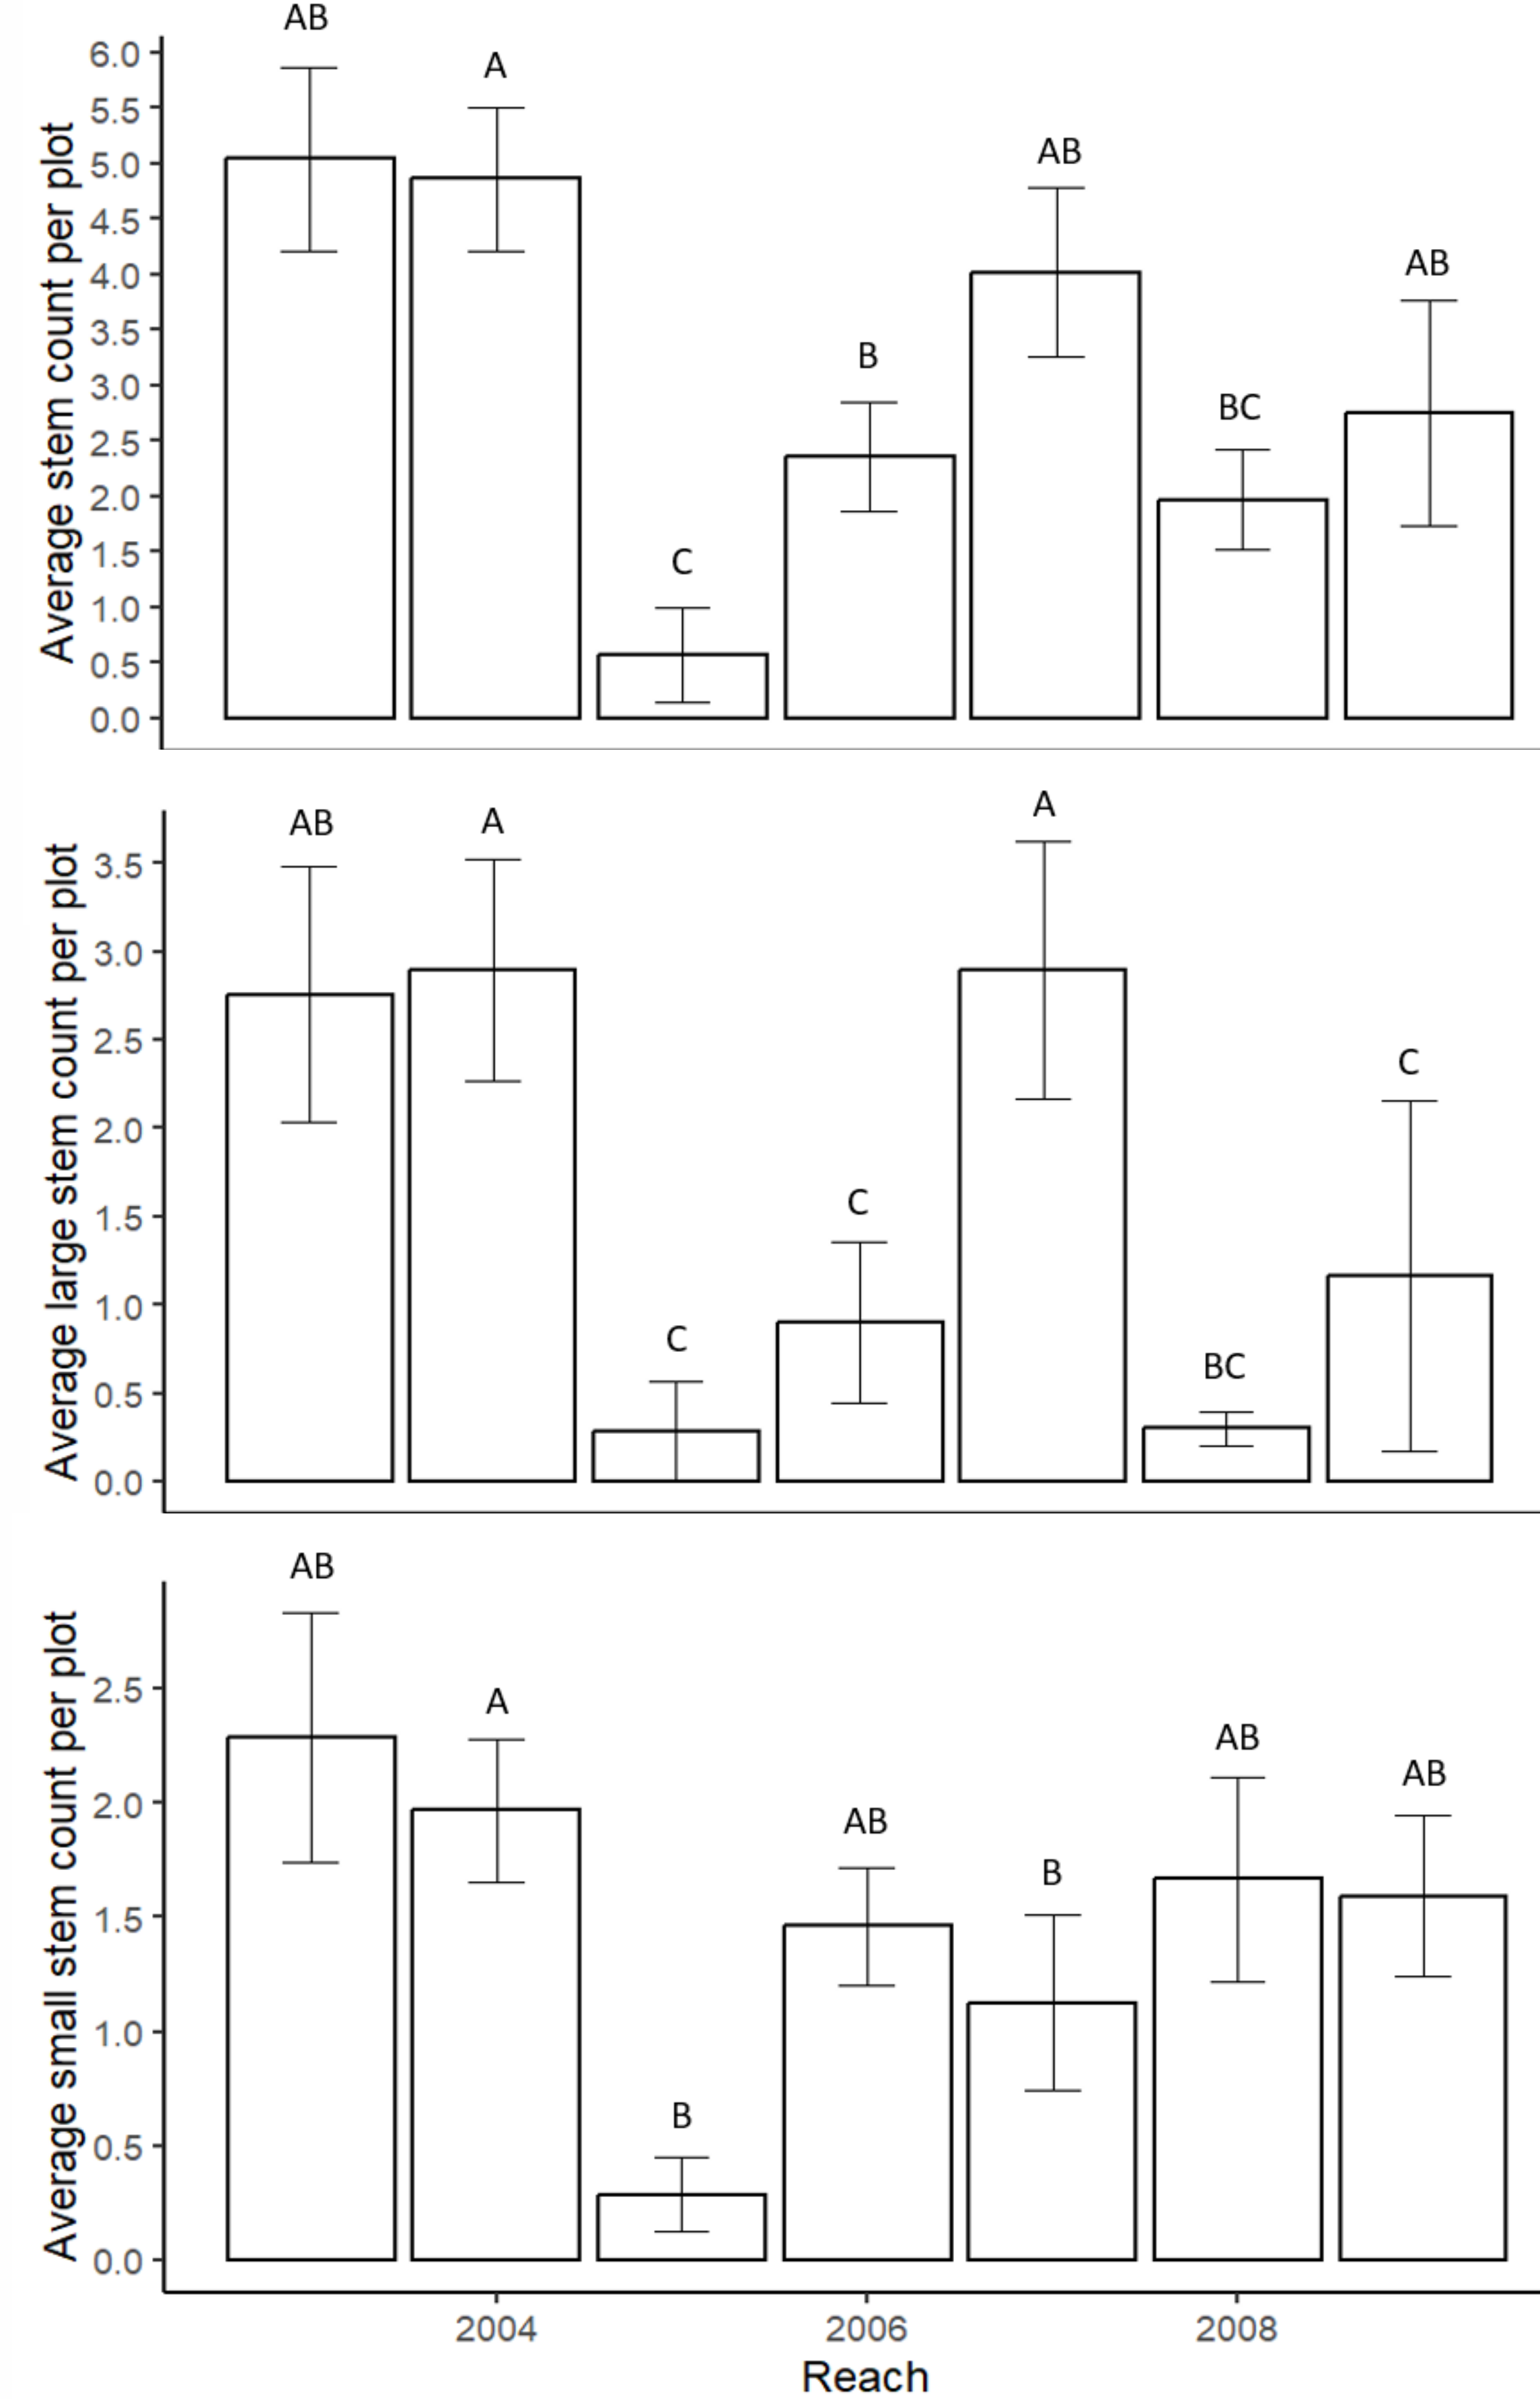 AB
A
C
B
AB
BC
AB
Average stem count per plot
6.0
5.5
5.0
4.5
4.0
3.5
3.0
2.5
2.0
1.5
1.0
0.5
0.0
AB
A
C
C
A
BC
C
Average large stem count per plot
3.5
3.0
2.5
2.0
1.5
1.0
0.5
0.0
AB
A
B
AB
B
AB
AB
Average small stem count per plot
2.5
2.0
1.5
1.0
0.5
0.0
2004 2006 2008
Reach